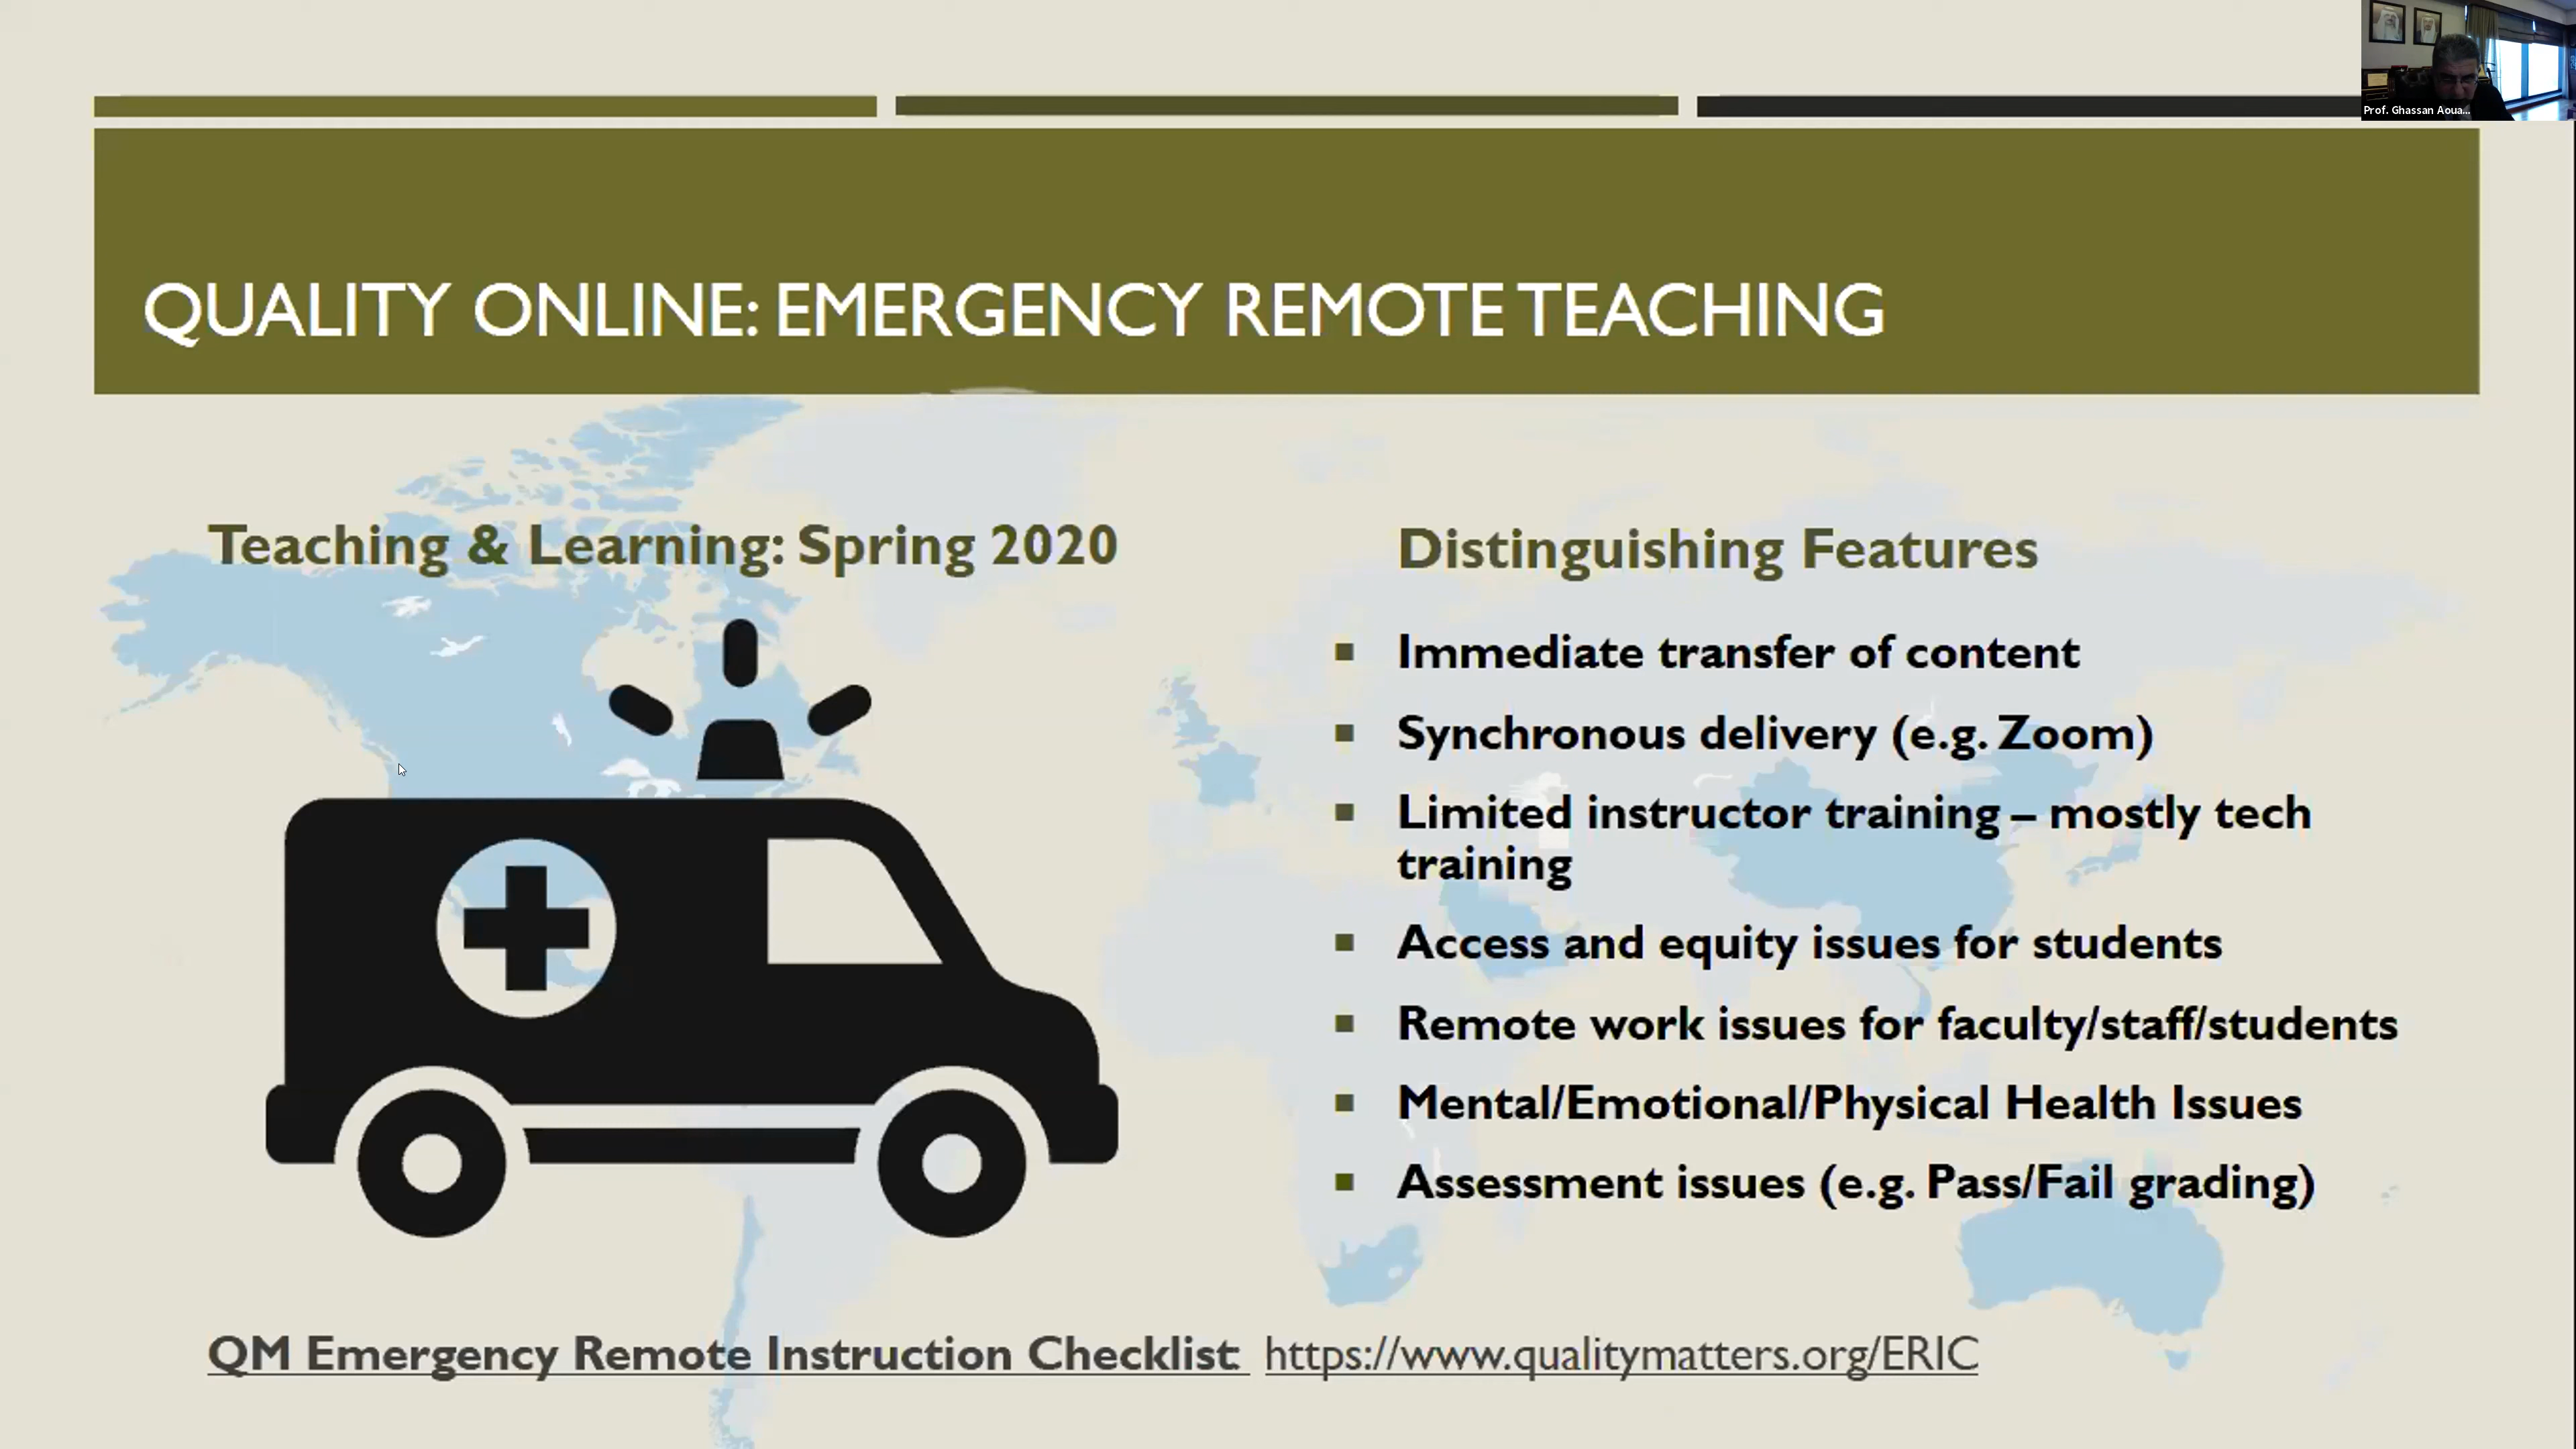 Prof. Ghassan Aoua...
QUALITY ONLINE: EMERGENCY REMOTE TEACHING
Teaching & Learning: Spring 2020
Distinguishing Features
Immediate transfer of content
Synchronous delivery (e.g. Zoom)
Limited instructor training – mostly tech
training
Access and equity issues for students
Remote work issues for faculty/staff/students
Mental/Emotional/Physical Health Issues
Assessment issues (e.g. Pass/Fail grading)
QM Emergency Remote Instruction Checklist https://www.qualitymatters.org/ERIC